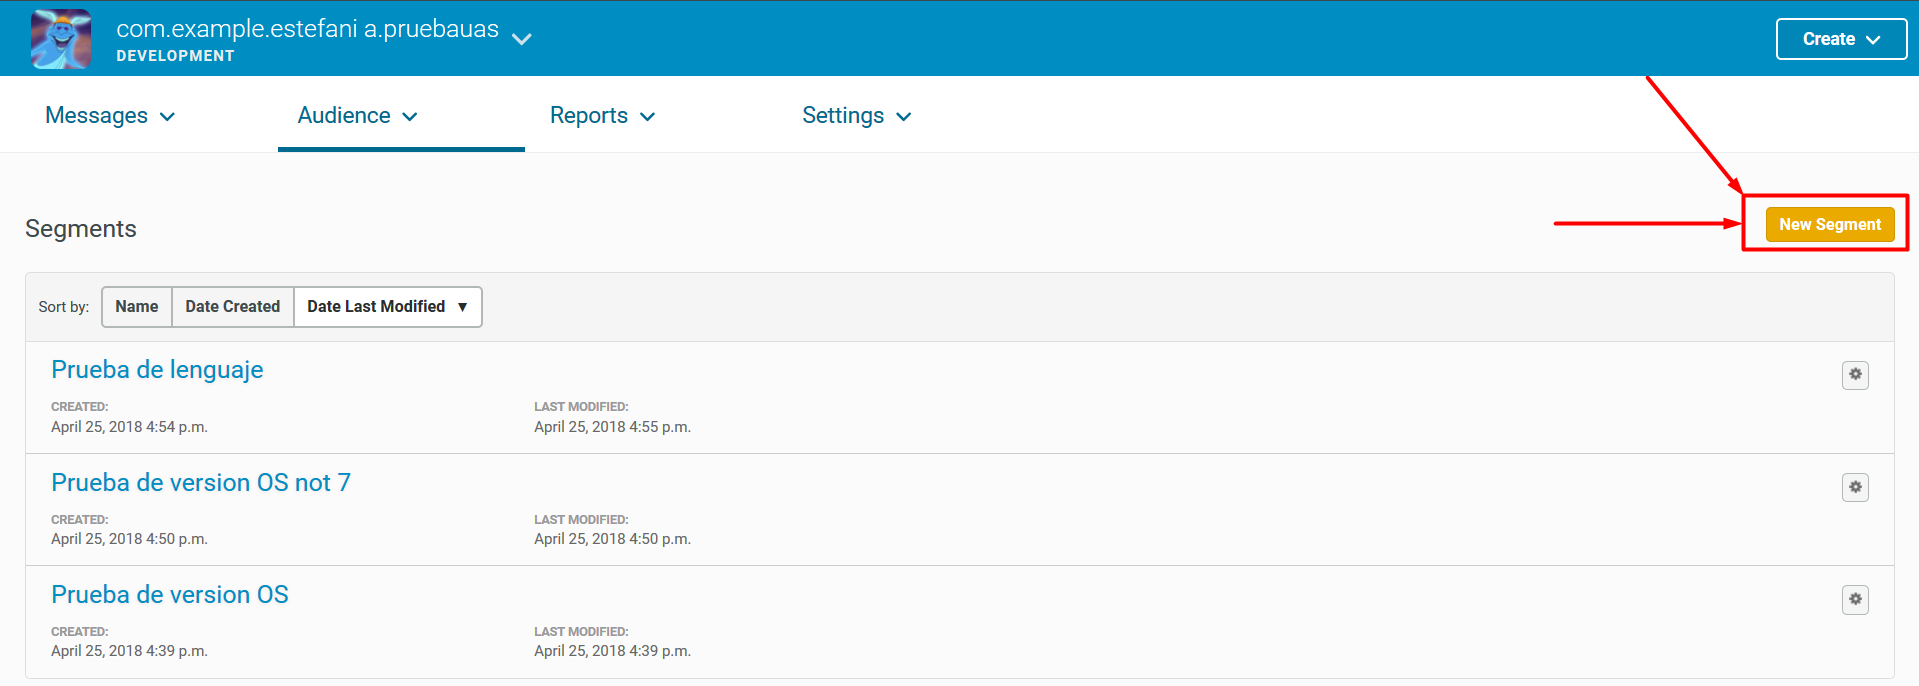 com.example.estefani a.pruebauas
DEVELOPMENT
Create
Messages
Audience
Reports
Settings
Segments
New Segment
Sort by: Name Date Created Date Last Modified ▼
Prueba de lenguaje
CREATED: LAST MODIFIED:
April 25, 2018 4:54 p.m. April 25, 2018 4:55 p.m.
Prueba de version OS not 7
CREATED: LAST MODIFIED:
April 25, 2018 4:50 p.m. April 25, 2018 4:50 p.m.
Prueba de version OS
CREATED: LAST MODIFIED:
April 25, 2018 4:39 p.m. April 25, 2018 4:39 p.m.